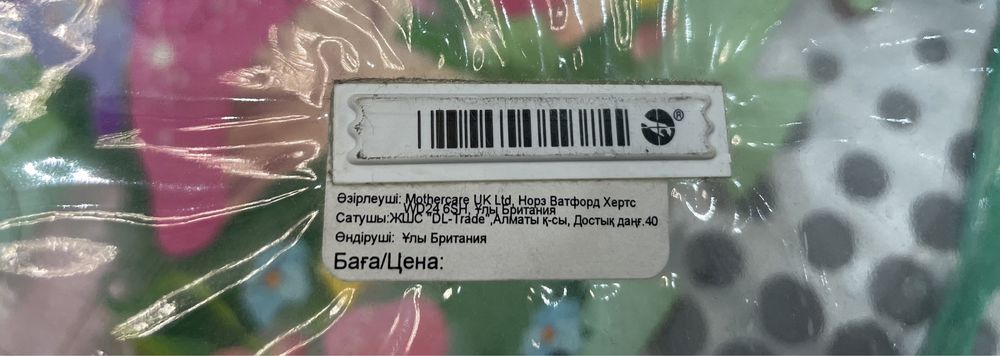 ®
Өзірлеуші: Mothercare UK Ltd, Норз Ватфорд Хертс
WD24 6SH, Ұлы Британия
Сатушы:ЖШС "DL-Trade",Алматы қ-сы, Достық даңғ.40
Өндіруші: Ұлы Британия
Баға/Цена: